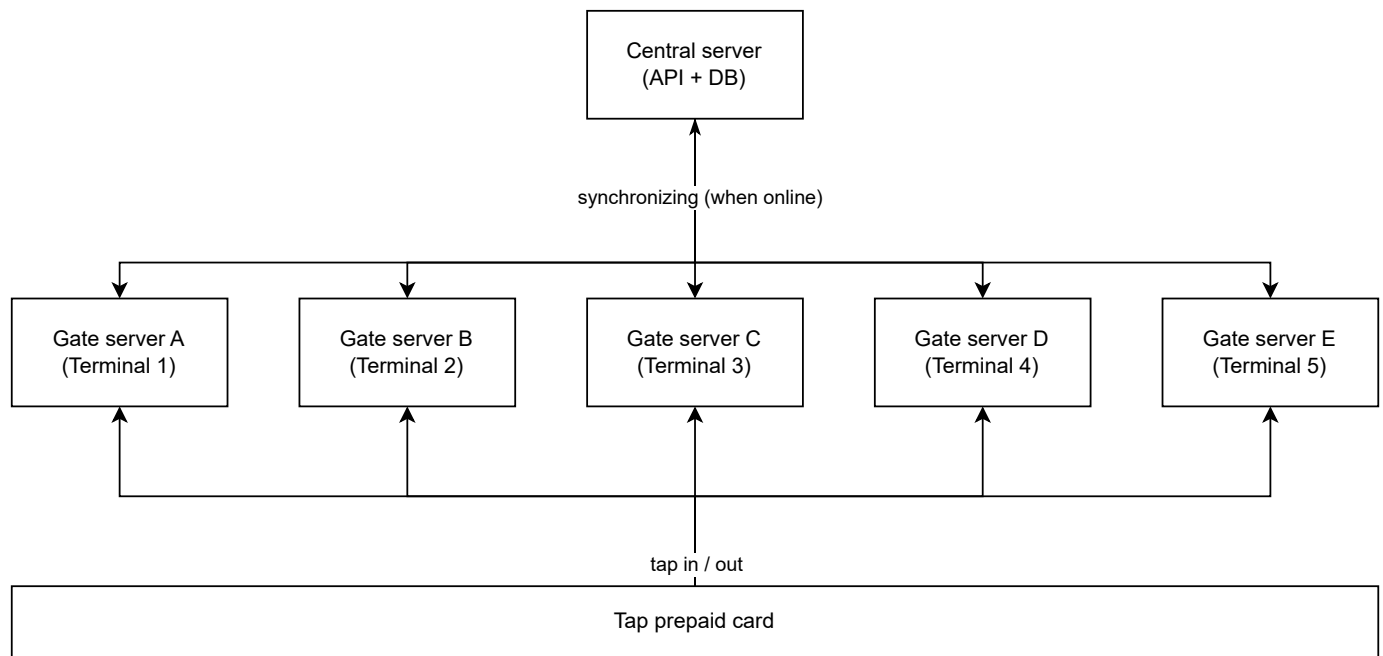 Central server
(API + DB)
synchronizing (when online)
Gate server A
(Terminal 1)
Gate server B
(Terminal 2)
Gate server C
(Terminal 3)
Gate server D
(Terminal 4)
Gate server E
(Terminal 5)
tap in / out
Tap prepaid card